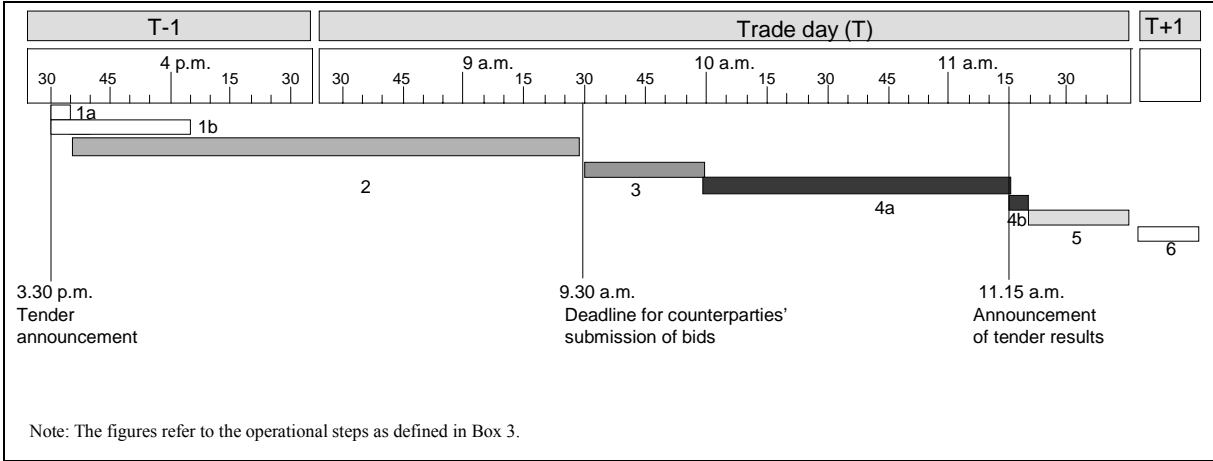 T-1 Trade day (T) T+1
4 p.m. 9 a.m. 10 a.m. 11 a.m.
30 45 15 30 30 45 15 30 45 15 30 45 15 30
1a
1b
2
3
4a
4b
5
6
3.30 p.m. 9.30 a.m. 11.15 a.m.
Tender Deadline for counterparties’ Announcement
announcement submission of bids of tender results
Note: The figures refer to the operational steps as defined in Box 3.